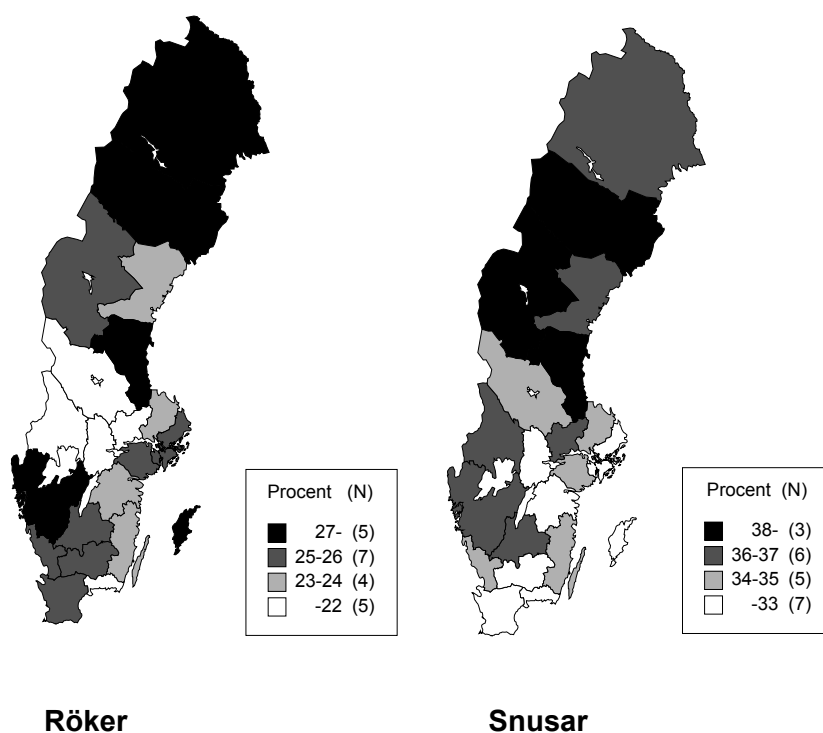 Procent (N)
27- (5)
25-26 (7)
23-24 (4)
-22 (5)
Procent (N)
38- (3)
36-37 (6)
34-35 (5)
-33 (7)
Röker
Snusar